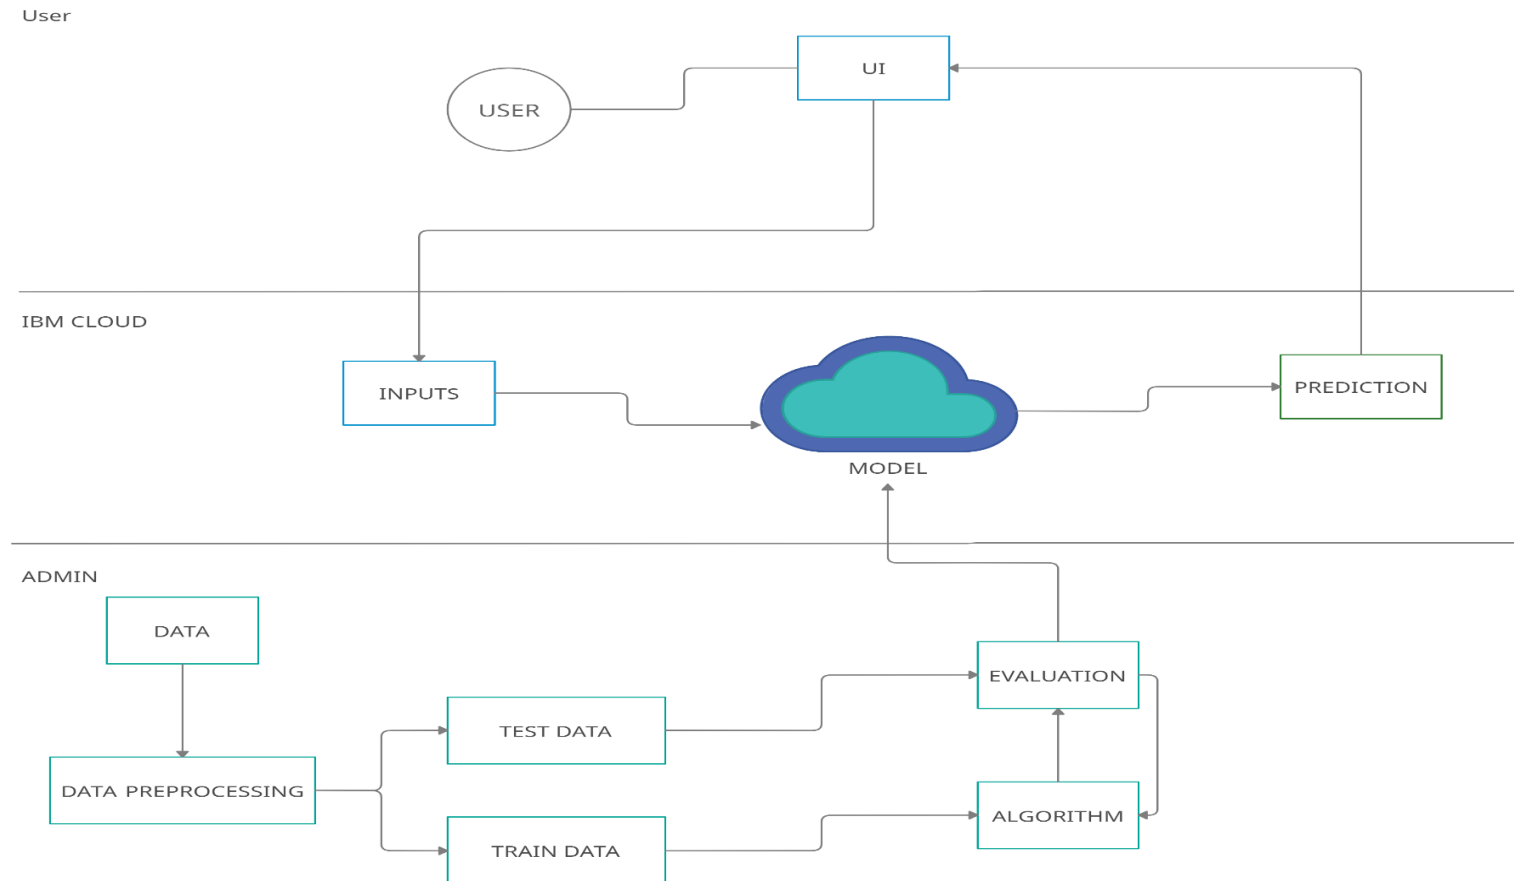 User
UI
USER
IBM CLOUD
INPUTS
PREDICTION
MODEL
ADMIN
DATA
EVALUATION
TEST DATA
DATA PREPROCESSING
ALGORITHM
TRAIN DATA